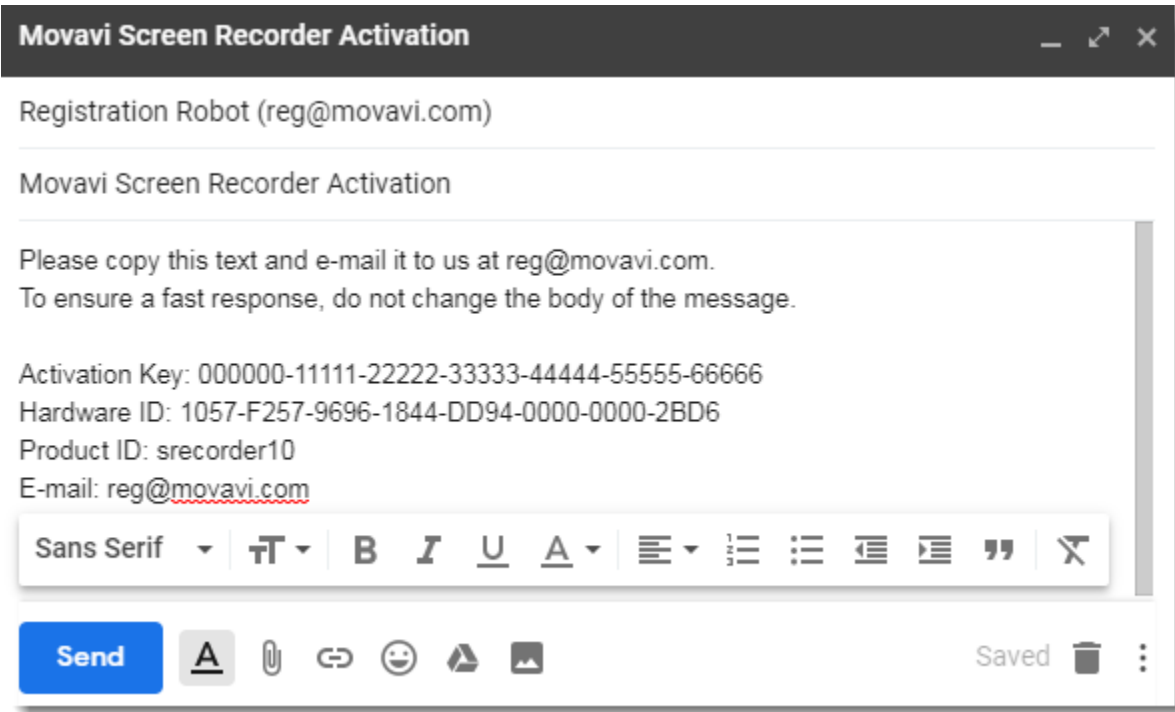 Movavi Screen Recorder Activation
Registration Robot (reg@movavi.com)
Movavi Screen Recorder Activation
Please copy this text and e-mail it to us at reg@movavi.com.
To ensure a fast response, do not change the body of the message.
Activation Key: 000000-11111-22222-33333-44444-55555-66666
Hardware ID: 1057-F257-9696-1844-DD94-0000-0000-2BD6
Product ID: srecorder10
E-mail: reg@movavi.com
Sans Serif
Send
Saved